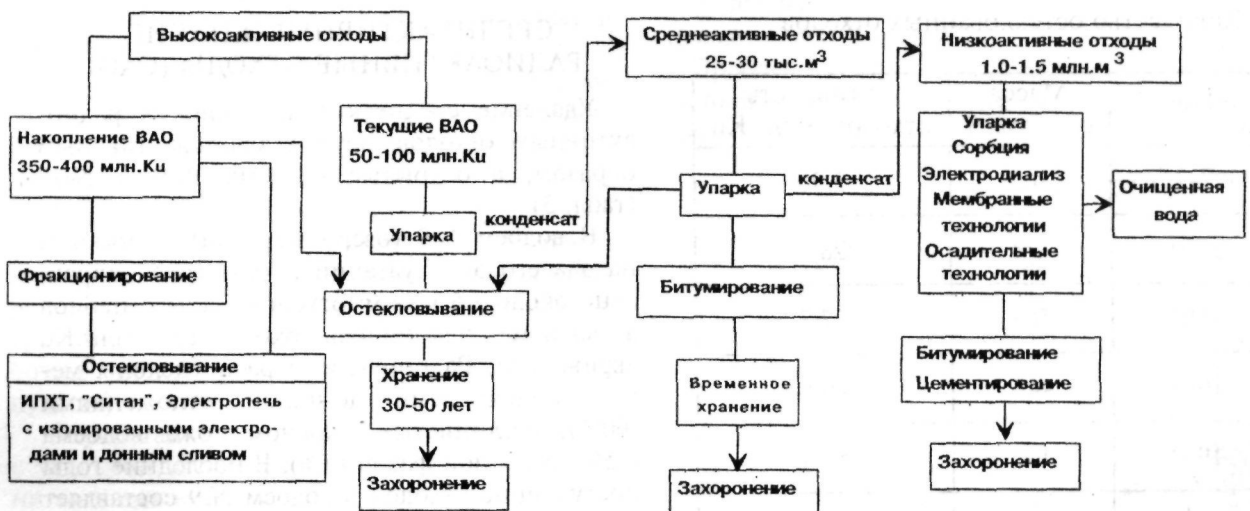 Высокоактивные отходы
Накопление ВАО
350-400 млн.Ku
Текущие ВАО
50-100 млн.Ku
Фракционирование
Упарка
конденсат
Остекловывание
Остекловывание
ИПХТ, "Ситан", Электропечь
с изолированными электро-
дами и донным сливом
Хранение
30-50 лет
Захоронение
Среднеактивные отходы
25-30 тыс.м3
Упарка
конденсат
Битумирование
Временное
хранение
Захоронение
Низкоактивные отходы
1.0-1.5 млн.м3
Упарка
Сорбция
Электродиализ
Мембранные
технологии
Осадительные
технологии
Очищенная
вода
Битумирование
Цементирование
Захоронение